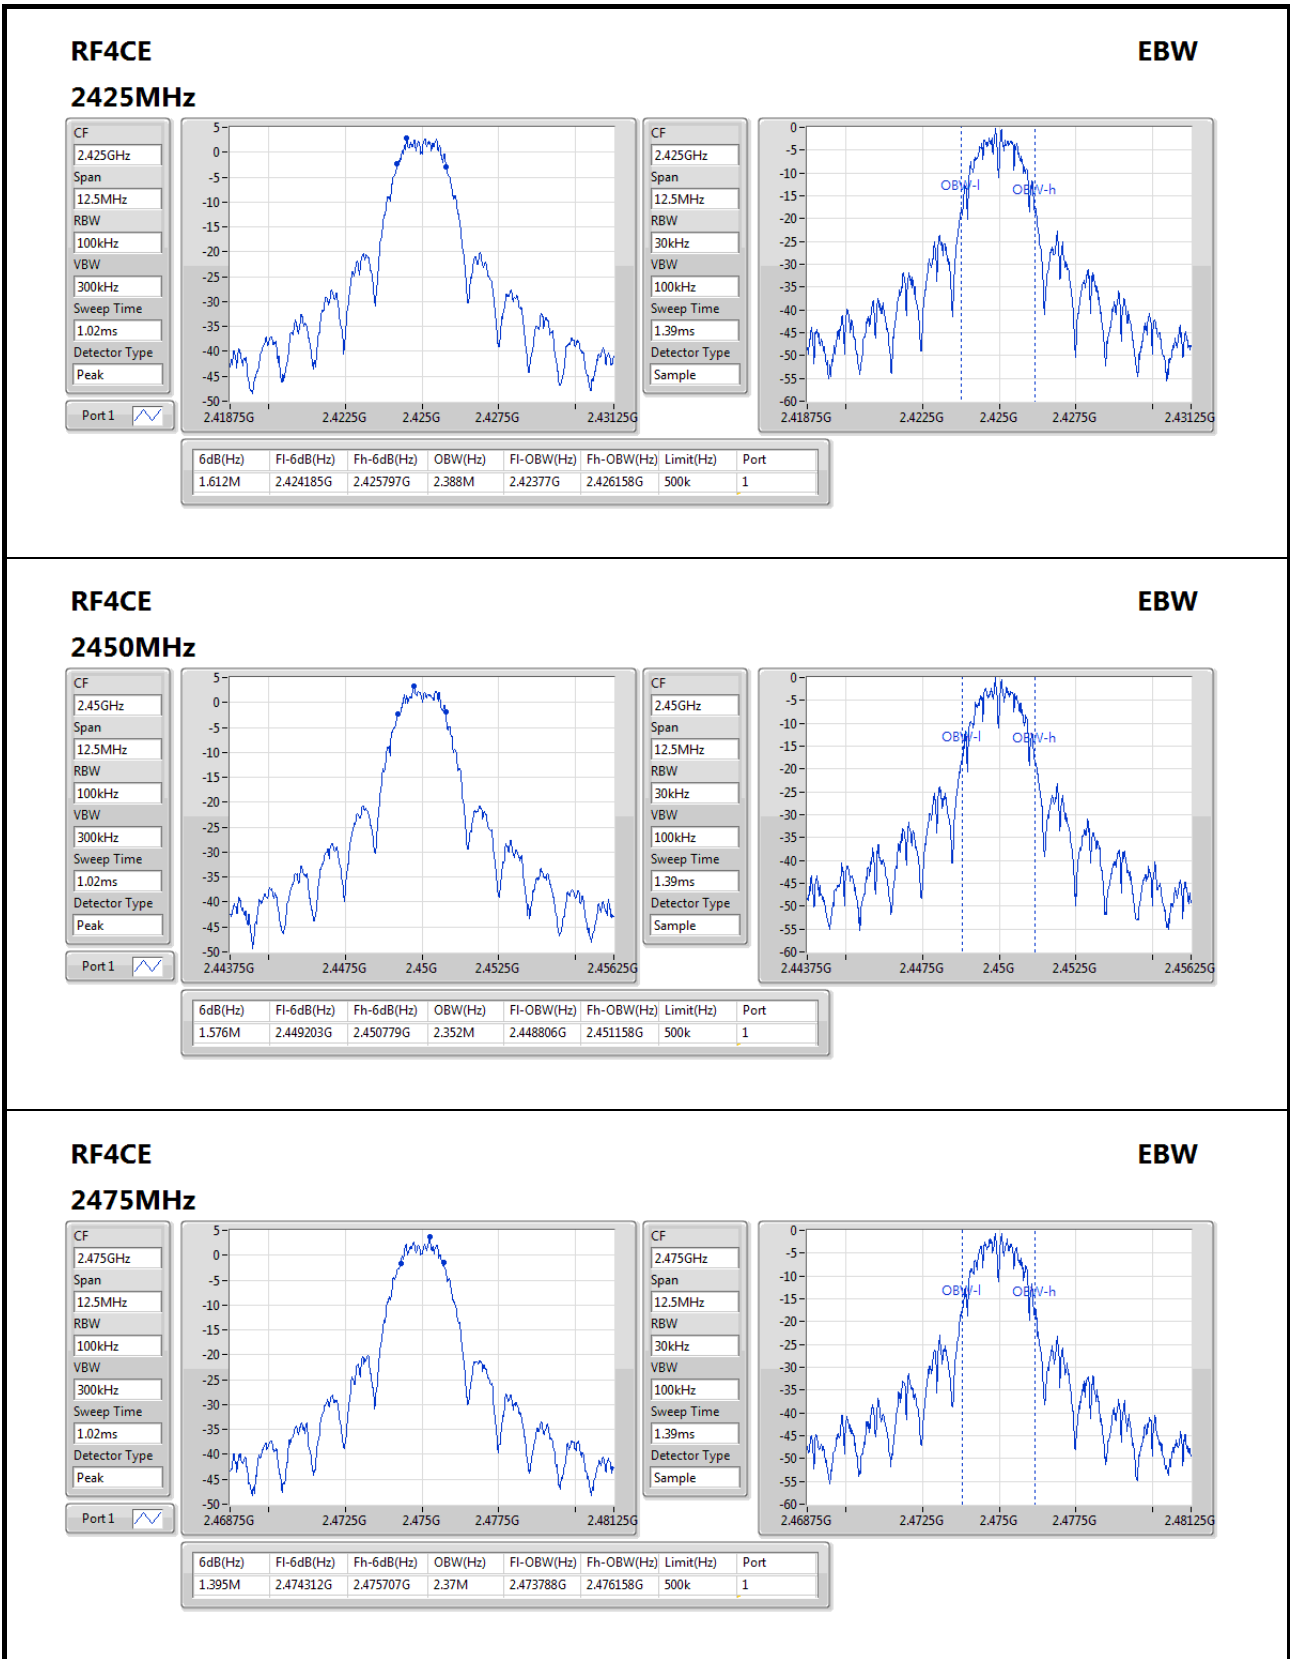 RF4CE EBW
2425MHz
CF
2.425GHz
Span
12.5MHz
RBW
100kHz
VBW
300kHz
Sweep Time
1.02ms
Detector Type
Peak
Port 1
5
0
-5
-10
-15
-20
-25
-30
-35
-40
-45
-50
2.41875G 2.4225G 2.425G 2.4275G 2.43125G
CF
2.425GHz
Span
12.5MHz
RBW
30kHz
VBW
100kHz
Sweep Time
1.39ms
Detector Type
Sample
0
-5
-10
-15
-20
-25
-30
-35
-40
-45
-50
-55
-60
OBW-l OBW-h
2.41875G 2.4225G 2.425G 2.4275G 2.43125G
6dB(Hz) Fl-6dB(Hz) Fh-6dB(Hz) OBW(Hz) Fl-OBW(Hz) Fh-OBW(Hz) Limit(Hz) Port
1.612M 2.424185G 2.425797G 2.388M 2.42377G 2.426158G 500k 1
RF4CE EBW
2450MHz
CF
2.45GHz
Span
12.5MHz
RBW
100kHz
VBW
300kHz
Sweep Time
1.02ms
Detector Type
Peak
Port 1
5
0
-5
-10
-15
-20
-25
-30
-35
-40
-45
-50
2.44375G 2.4475G 2.45G 2.4525G 2.45625G
CF
2.45GHz
Span
12.5MHz
RBW
30kHz
VBW
100kHz
Sweep Time
1.39ms
Detector Type
Sample
0
-5
-10
-15
-20
-25
-30
-35
-40
-45
-50
-55
-60
OBW-l OBW-h
2.44375G 2.4475G 2.45G 2.4525G 2.45625G
6dB(Hz) Fl-6dB(Hz) Fh-6dB(Hz) OBW(Hz) Fl-OBW(Hz) Fh-OBW(Hz) Limit(Hz) Port
1.576M 2.449203G 2.450779G 2.352M 2.448806G 2.451158G 500k 1
RF4CE EBW
2475MHz
CF
2.475GHz
Span
12.5MHz
RBW
100kHz
VBW
300kHz
Sweep Time
1.02ms
Detector Type
Peak
Port 1
5
0
-5
-10
-15
-20
-25
-30
-35
-40
-45
-50
2.46875G 2.4725G 2.475G 2.4775G 2.48125G
CF
2.475GHz
Span
12.5MHz
RBW
30kHz
VBW
100kHz
Sweep Time
1.39ms
Detector Type
Sample
0
-5
-10
-15
-20
-25
-30
-35
-40
-45
-50
-55
-60
OBW-l OBW-h
2.46875G 2.4725G 2.475G 2.4775G 2.48125G
6dB(Hz) Fl-6dB(Hz) Fh-6dB(Hz) OBW(Hz) Fl-OBW(Hz) Fh-OBW(Hz) Limit(Hz) Port
1.395M 2.474312G 2.475707G 2.37M 2.473788G 2.476158G 500k 1